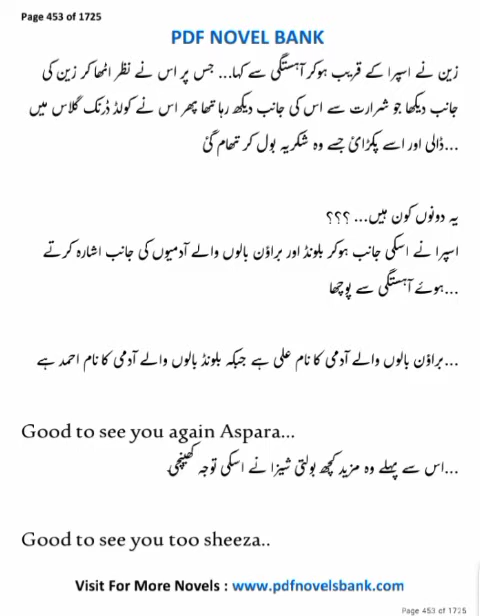 Page 453 of 1725
PDF NOVEL BANK
زین نے اسپرا کے قریب ہوکر آہستگی سے کہا... جس پر اس نے نظر اٹھا کر زین کی
جانب دیکھا جو شرارت سے اس کی جانب دیکھ رہا تھا پھر اس نے کولڈ ڈرنک گلاس میں
ڈالی اور اسے پکڑائ جسے وہ شکریہ بول کر تھام گئ...
یہ دونوں کون ہیں... ؟؟؟
اسپرا نے اسکی جانب ہوکر بلونڈ اور براؤن بالوں والے آدمیوں کی جانب اشارہ کرتے
ہوئے آہستگی سے پوچھا...
براؤن بالوں والے آدمی کا نام علی ہے جبکہ بلونڈ بالوں والے آدمی کا نام احمد ہے...
Good to see you again Aspara...
اس سے پہلے وہ مزید کچھ بولتی شیزا نے اسکی توجہ کھینچی...
Good to see you too sheeza..
Visit For More Novels : www.pdfnovelsbank.com
Page 453 of 1725